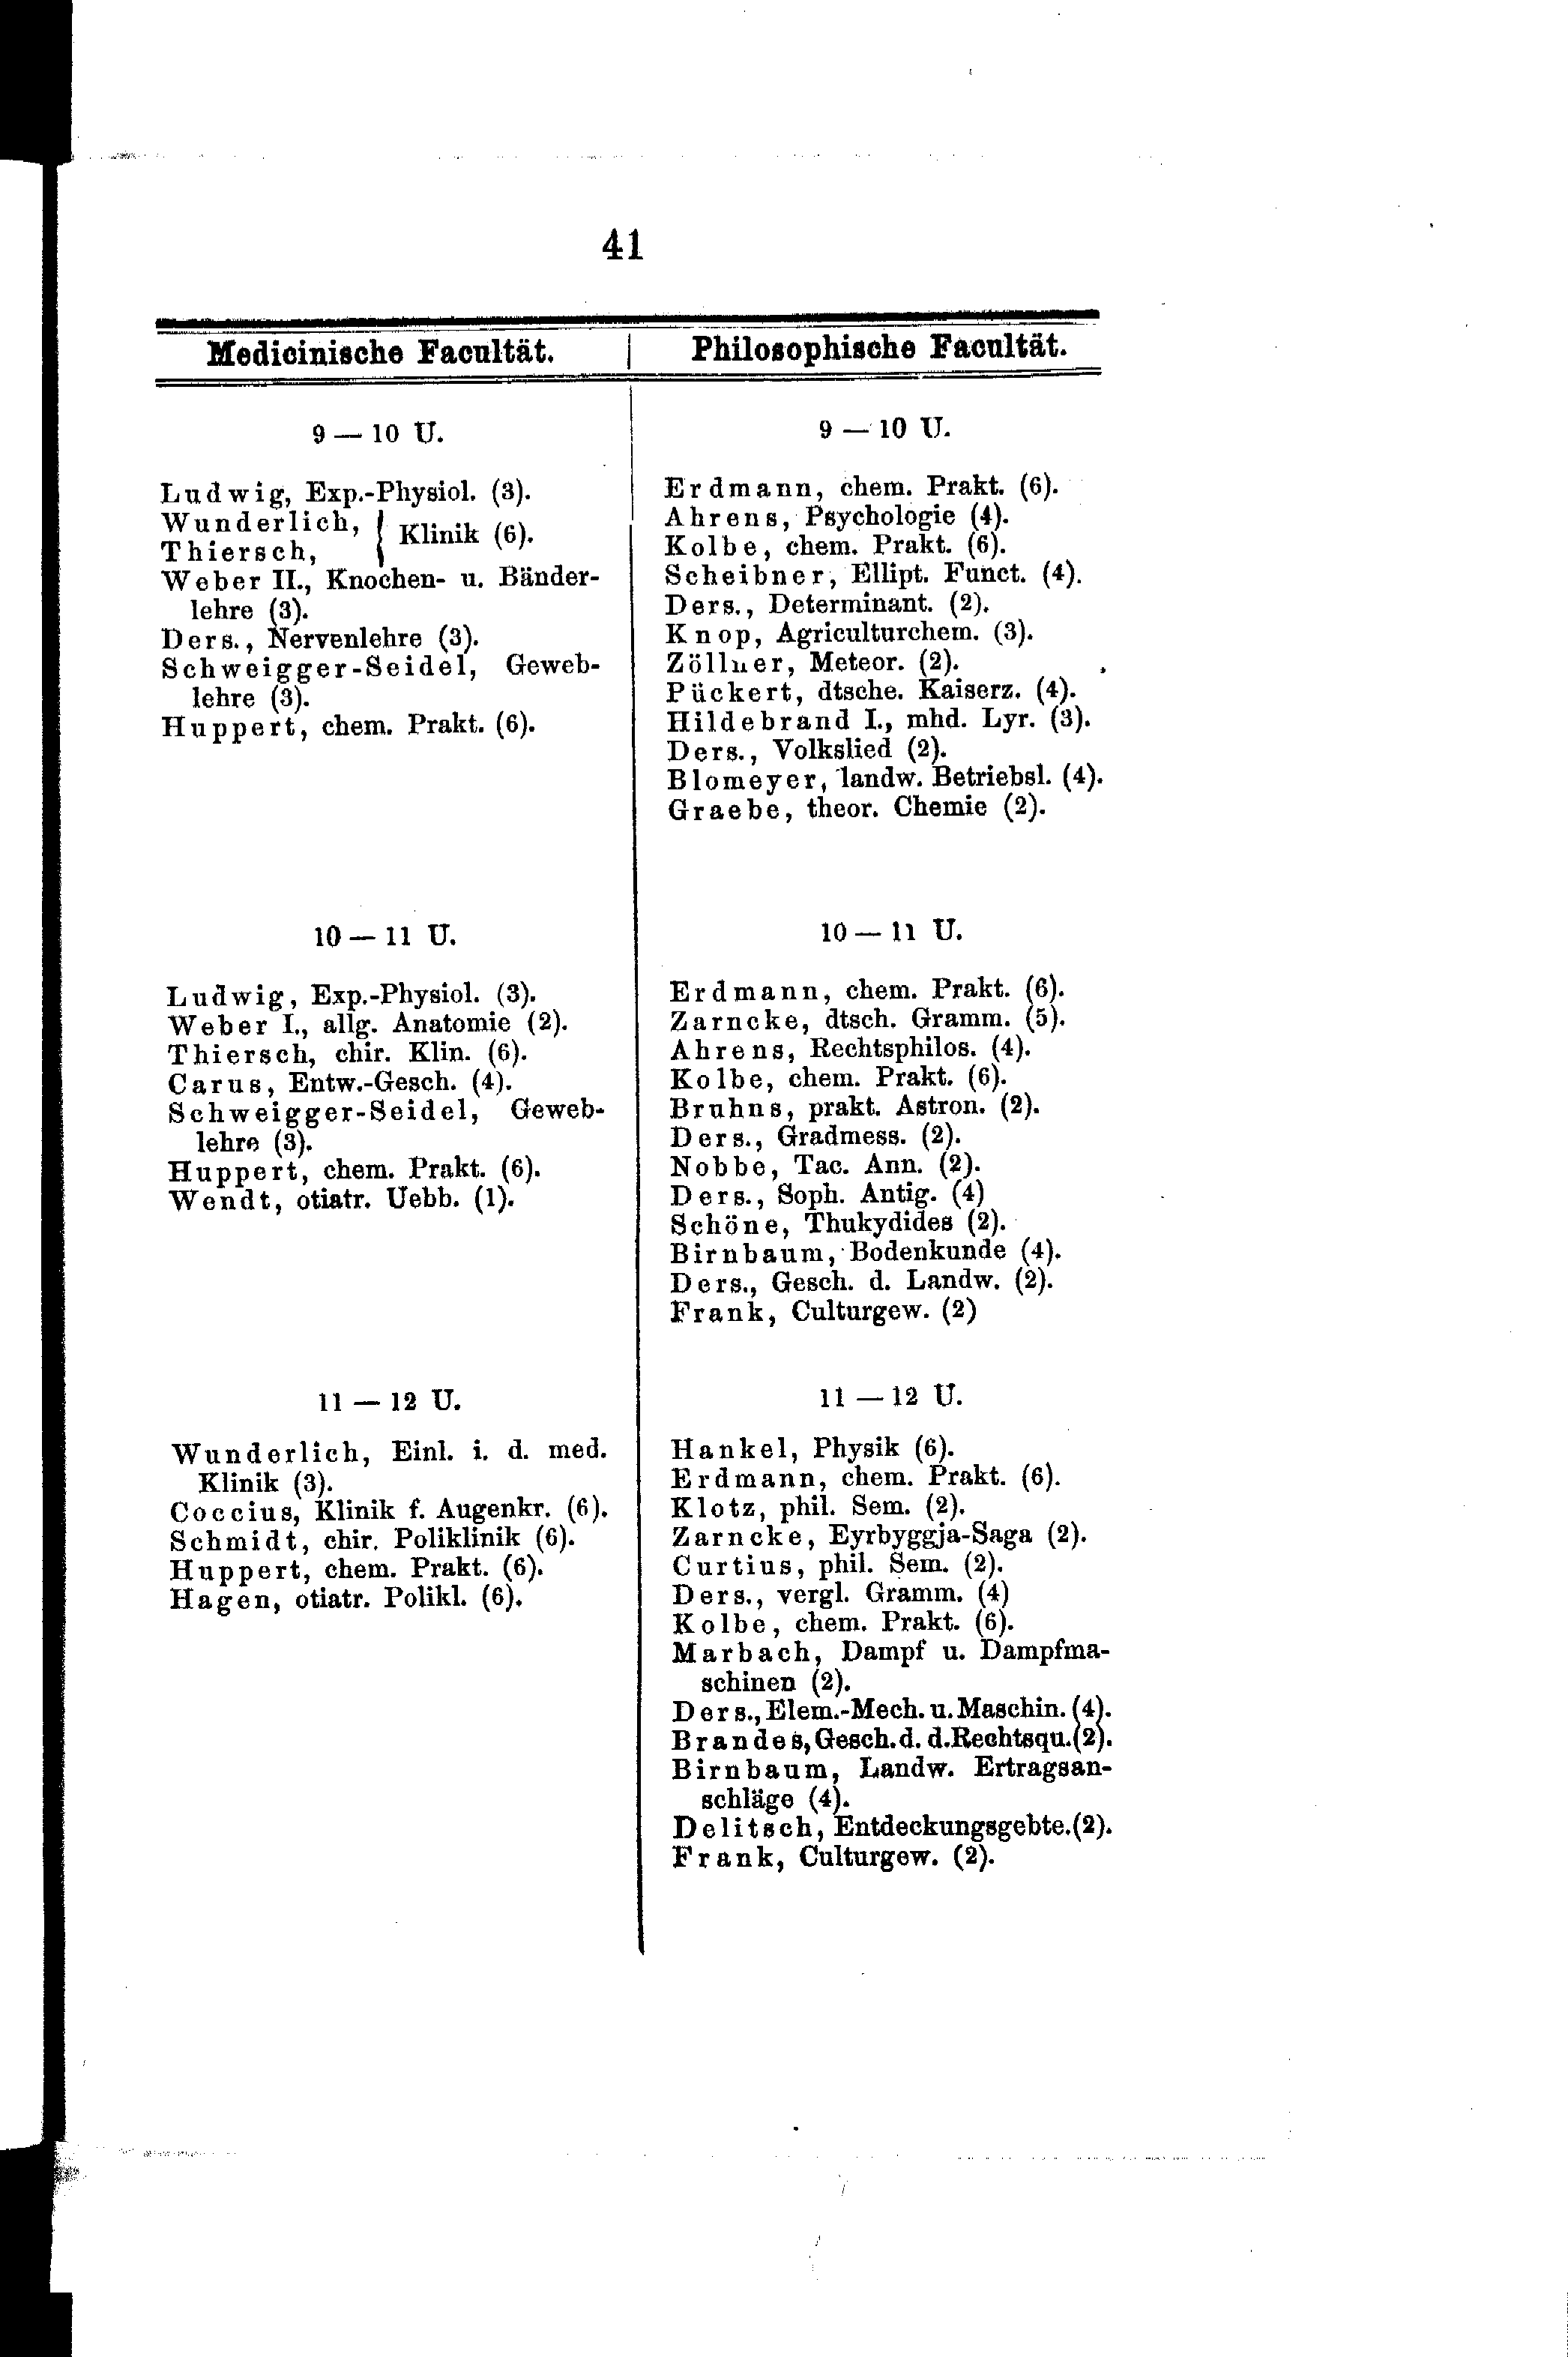 41
Medicinische Facultät.
9 — 10 U.
Ludwig, Exp.-Physiol. (3).
Wunderlich,
Thiersch,
} Klinik (6).
Weber II., Knochen- u. Bänder-
lehre (3).
Ders., Nervenlehre (3).
Schweigger-Seidel, Geweb-
lehre (3).
Huppert, chem. Prakt. (6).
10 — 11 U.
Ludwig, Exp.-Physiol. (3).
Weber I., allg. Anatomie (2).
Thiersch, chir. Klin. (6).
Carus, Entw.-Gesch. (4).
Schweigger-Seidel, Geweb-
lehre (3).
Huppert, chem. Prakt. (6).
Wendt, otiatr. Uebb. (1).
11 — 12 U.
Wunderlich, Einl. i. d. med.
Klinik (3).
Coccius, Klinik f. Augenkr. (6).
Schmidt, chir. Poliklinik (6).
Huppert, chem. Prakt. (6).
Hagen, otiatr. Polikl. (6).
Philosophische Facultät.
9 — 10 U.
Erdmann, chem. Prakt. (6).
Ahrens, Psychologie (4).
Kolbe, chem. Prakt. (6).
Scheibner, Ellipt. Funct. (4).
Ders., Determinant. (2).
Knop, Agriculturchem. (3).
Zöllner, Meteor. (2).
Pückert, dtsche. Kaiserz. (4).
Hildebrand I., mhd. Lyr. (3).
Ders., Volkslied (2).
Blomeyer, landw. Betriebsl. (4).
Graebe, theor. Chemie (2).
10 — 11 U.
Erdmann, chem. Prakt. (6).
Zarncke, dtsch. Gramm. (5).
Ahrens, Rechtsphilos. (4).
Kolbe, chem. Prakt. (6).
Bruhns, prakt. Astron. (2).
Ders., Gradmess. (2).
Nobbe, Tac. Ann. (2).
Ders., Soph. Antig. (4)
Schöne, Thukydides (2).
Birnbaum, Bodenkunde (4).
Ders., Gesch. d. Landw. (2).
Frank, Culturgew. (2)
11 — 12 U.
Hankel, Physik (6).
Erdmann, chem. Prakt. (6).
Klotz, phil. Sem. (2).
Zarncke, Eyrbyggja-Saga (2).
Curtius, phil. Sem. (2).
Ders., vergl. Gramm. (4)
Kolbe, chem. Prakt. (6).
Marbach, Dampf u. Dampfma-
schinen (2).
Ders., Elem.-Mech. u. Maschin. (4).
Brandes, Gesch. d. d. Rechtsqu. (2).
Birnbaum, Landw. Ertragsan-
schläge (4).
Delitsch, Entdeckungsgebte. (2).
Frank, Culturgew. (2).